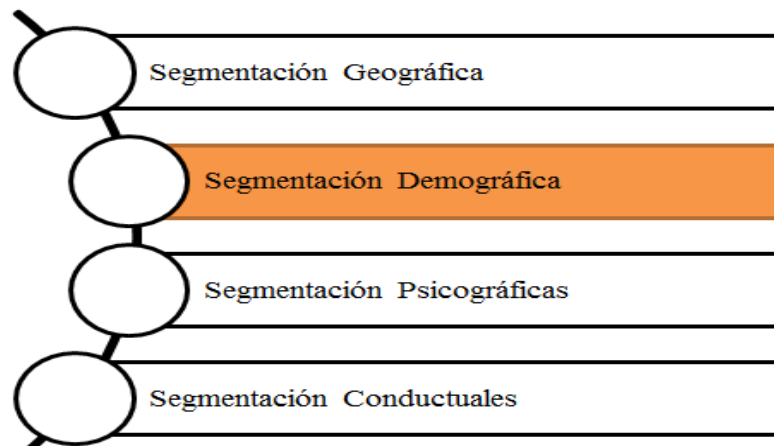 Segmentación Geográfica
Segmentación Demográfica
Segmentación Psicográficas
Segmentación Conductuales